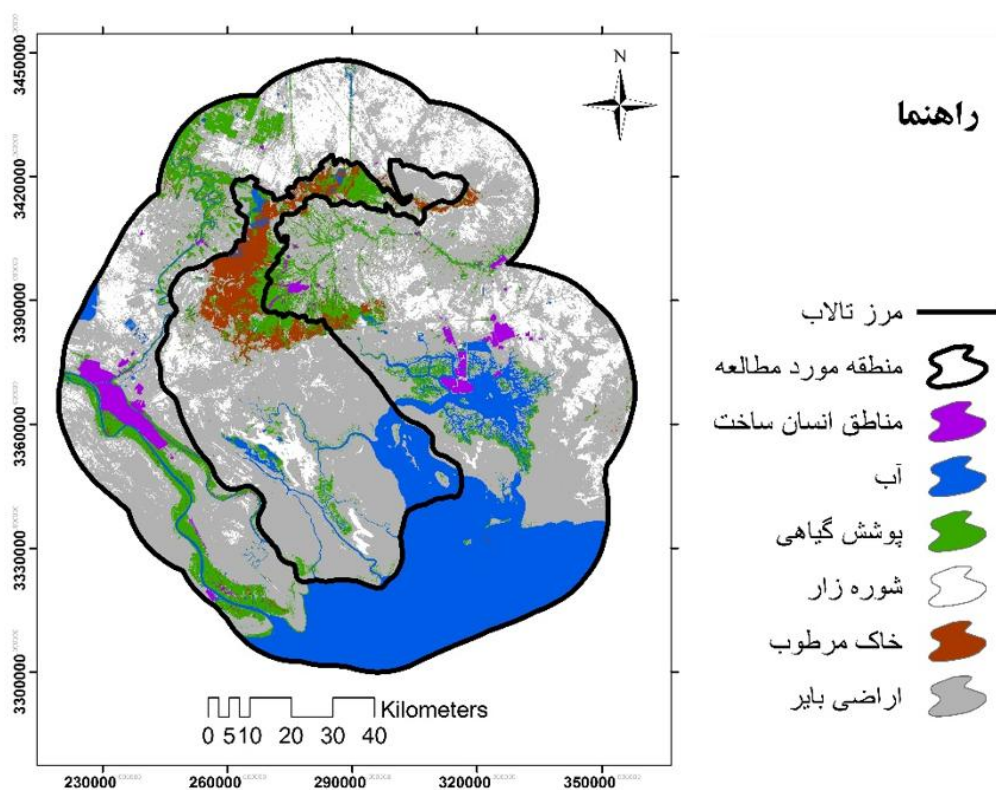 N
راهنما
مرز تالاب
منطقه مورد مطالعه
مناطق انسان ساخت
آب
پوشش گیاهی
شوره زار
خاک مرطوب
اراضی بایر
3450000
3420000
3390000
3360000
3330000
3300000
Kilometers
0 5 10 20 30 40
230000 260000 290000 320000 350000